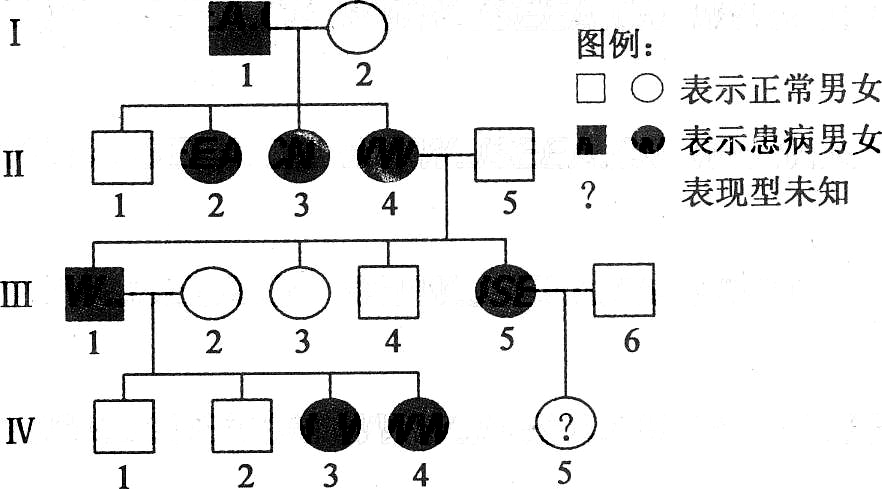 I
1 2
图例：
表示正常男女
表示患病男女
? 表现型未知
II
1 2 3 4 5
III
1 2 3 4 5 6
IV
?
1 2 3 4 5